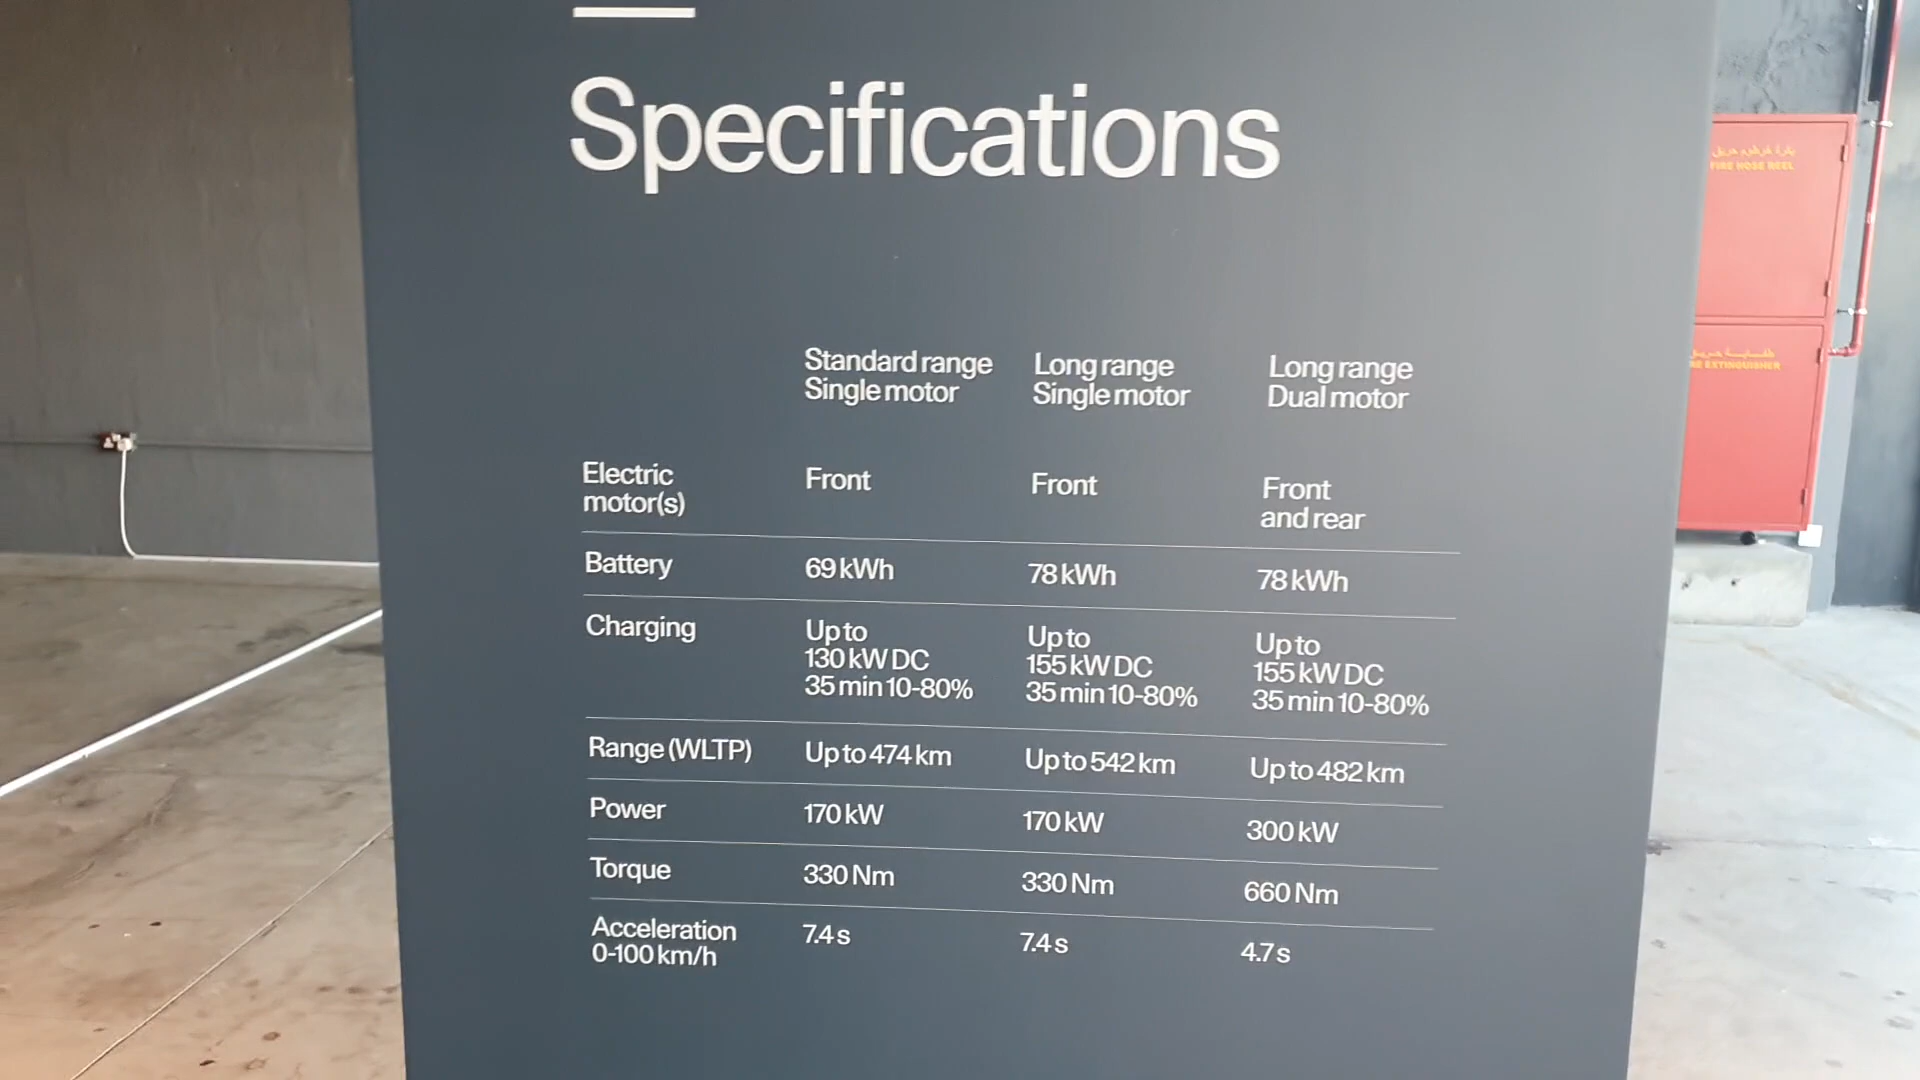 Specifications
Standard range
Single motor
Long range
Single motor
Long range
Dual motor
Electric
motor(s)
Front
Front
Front
and rear
Battery
69 kWh
78 kWh
78 kWh
Charging
Up to
130 kW DC
35 min 10-80%
Up to
155 kW DC
35 min 10-80%
Up to
155 kW DC
35 min 10-80%
Range (WLTP)
Up to 474 km
Up to 542 km
Up to 482 km
Power
170 kW
170 kW
300 kW
Torque
330 Nm
330 Nm
660 Nm
Acceleration
0-100 km/h
7.4 s
7.4 s
4.7 s
FIRE HOSE REEL
EXTINGUISHER